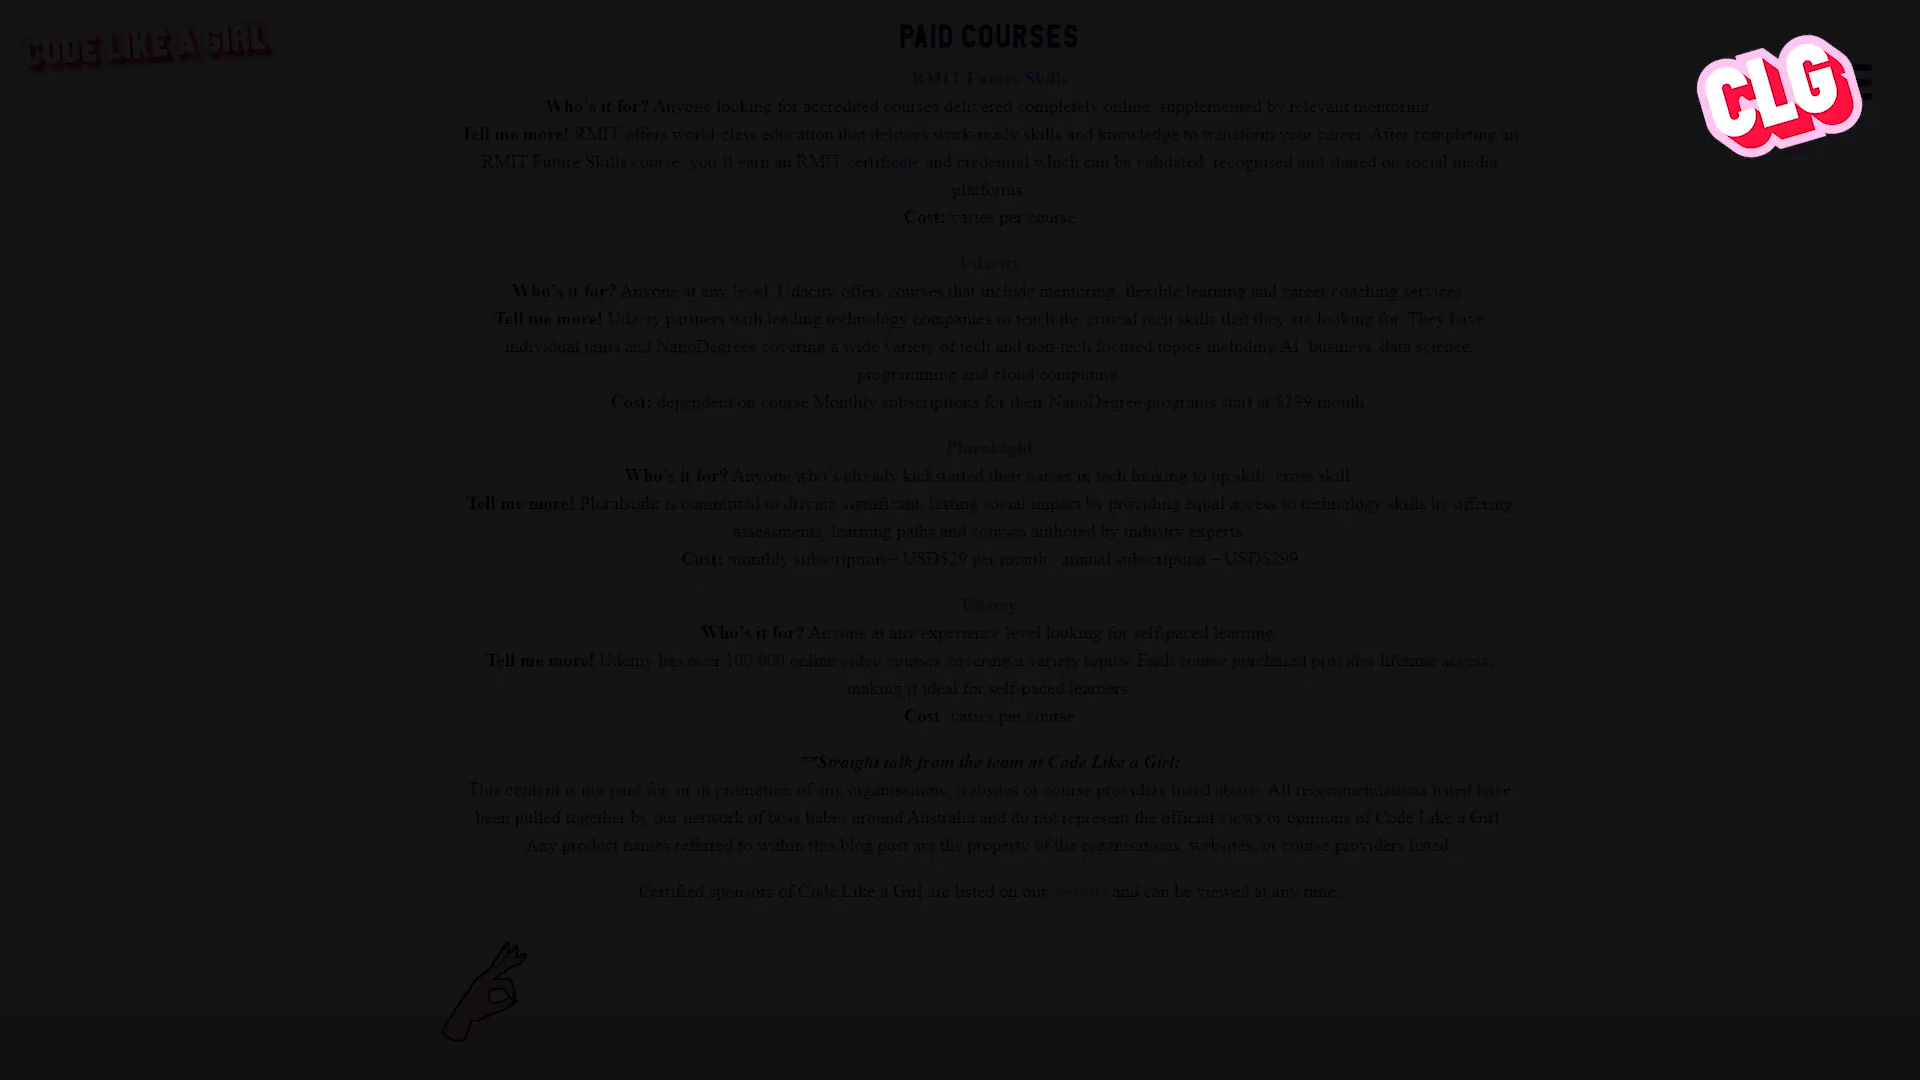 CODE LIKE A GIRL
CLG
PAID COURSES
RMIT Future Skills
Who's it for? Anyone looking for accredited courses delivered completely online, supplemented by relevant mentoring.
Tell me more! RMIT offers world-class education that delivers work-ready skills and knowledge to transform your career. After completing an
RMIT Future Skills course, you'll earn an RMIT certificate and credential which can be validated, recognised and shared on social media
platforms.
Cost: varies per course.
Udacity
Who's it for? Anyone at any level. Udacity offers courses that include mentoring, flexible learning and career coaching services.
Tell me more! Udacty partners with leading technology companies to teach the critical tech skills that they are looking for. They have
individual units and NanoDegrees covering a wide variety of tech and non-tech focused topics including AI, business, data science,
programming and cloud computing.
Cost: dependent on course Monthly subscriptions for their NanoDegree programs start at $299/month.
Pluralsight
Who's it for? Anyone who's already kickstarted their career in tech looking to up skill/ cross skill.
Tell me more! Pluralsight is committed to driving significant, lasting social impact by providing equal access to technology skills by offering
assessments, learning paths and courses authored by industry experts.
Cost: monthly subscription – USD$29 per month annual subscription – USD$299
Udemy
Who's it for? Anyone at any experience level looking for self-paced learning.
Tell me more! Udemy has over 100,000 online video courses covering a variety topics. Each course purchased provides lifetime access,
making it ideal for self-paced learners.
Cost: varies per course.
**Straight talk from the team at Code Like a Girl:
This content is not paid for, or in promotion of any organisations, websites or course providers listed above. All recommendations listed have
been pulled together by our network of boss babes around Australia and do not represent the official views or opinions of Code Like a Girl.
Any product names referred to within this blog post are the property of the organisations, websites, or course providers listed.
Certified sponsors of Code Like a Girl are listed on our website and can be viewed at any time.